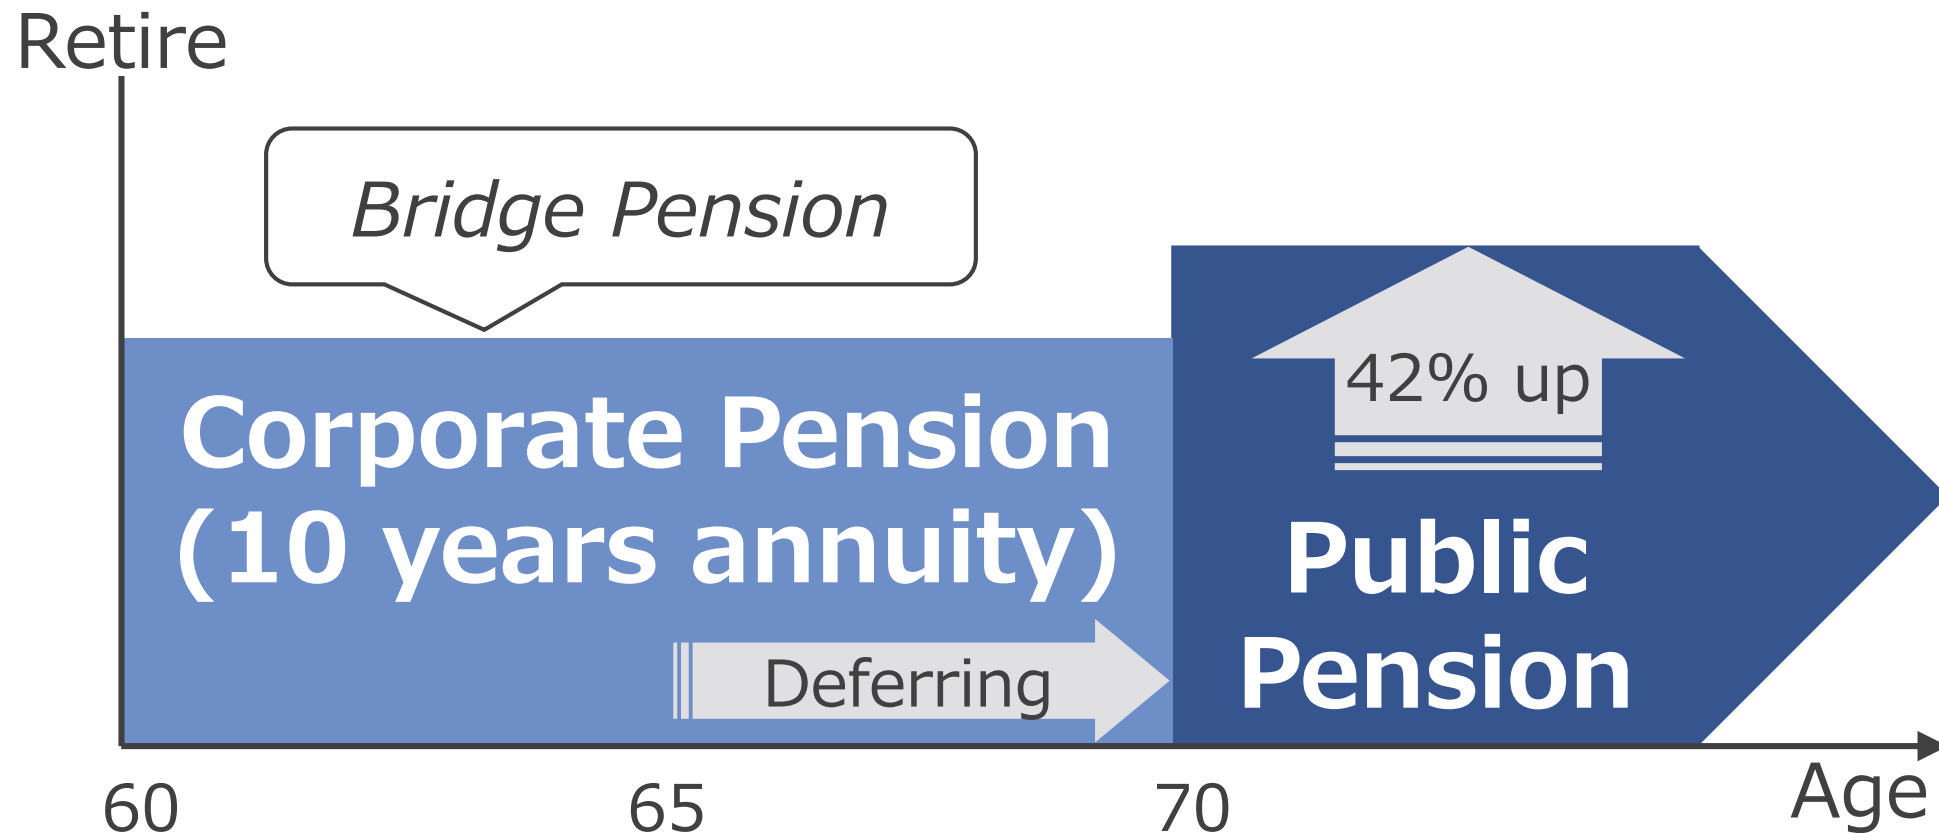 Retire
Bridge Pension
Corporate Pension
(10 years annuity)
42% up
Public
Pension
Deferring
60
65
70
Age